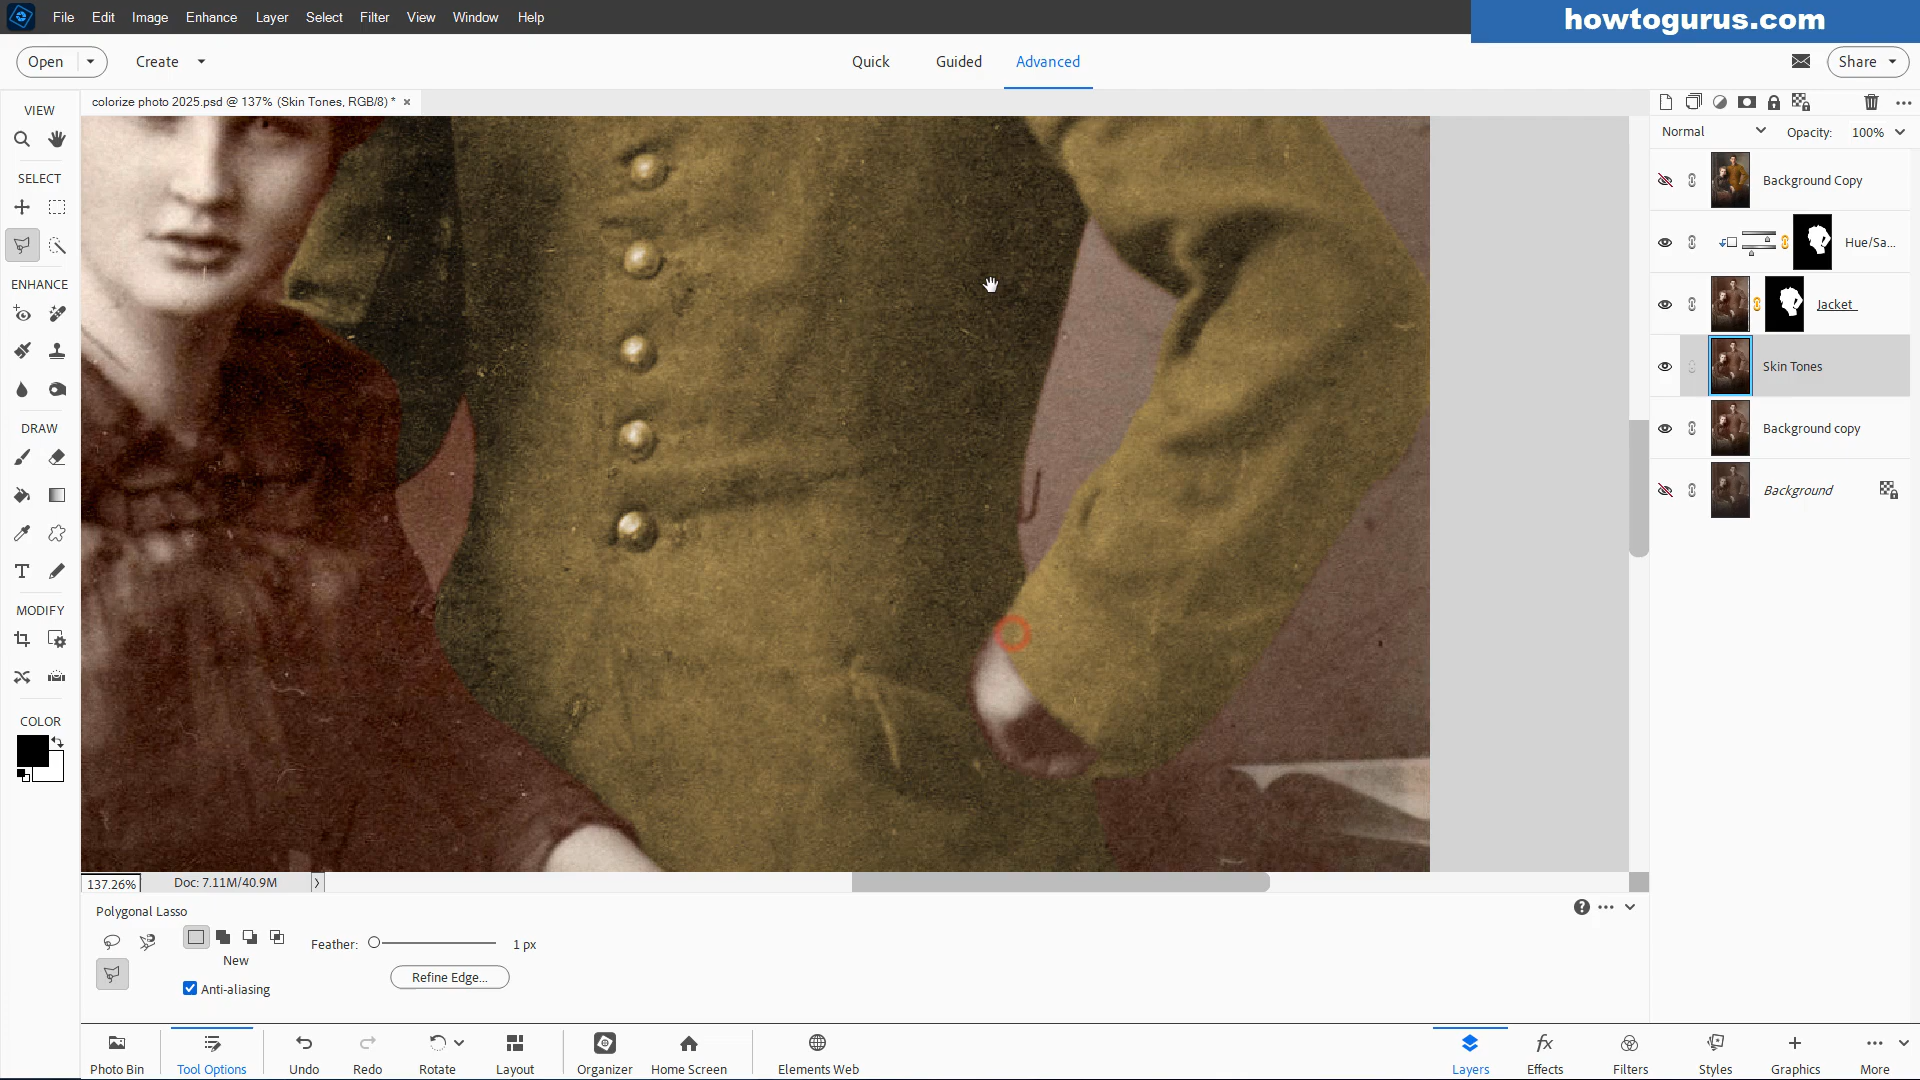 File Edit Image Enhance Layer Select Filter View Window Help
howtogurus.com
Open Create Quick Guided Advanced Share
colorize photo 2025.psd @ 137% (Skin Tones, RGB/8) * ×
VIEW
SELECT
ENHANCE
DRAW
T
MODIFY
COLOR
Normal Opacity: 100%
Background Copy
Hue/Sa...
Jacket
Skin Tones
Background copy
Background
137.26% Doc: 7.11M/40.9M
Polygonal Lasso
New
Feather: 1 px
Refine Edge...
Anti-aliasing
Photo Bin Tool Options Undo Redo Rotate Layout Organizer Home Screen Elements Web Layers fx Effects Filters Styles Graphics More